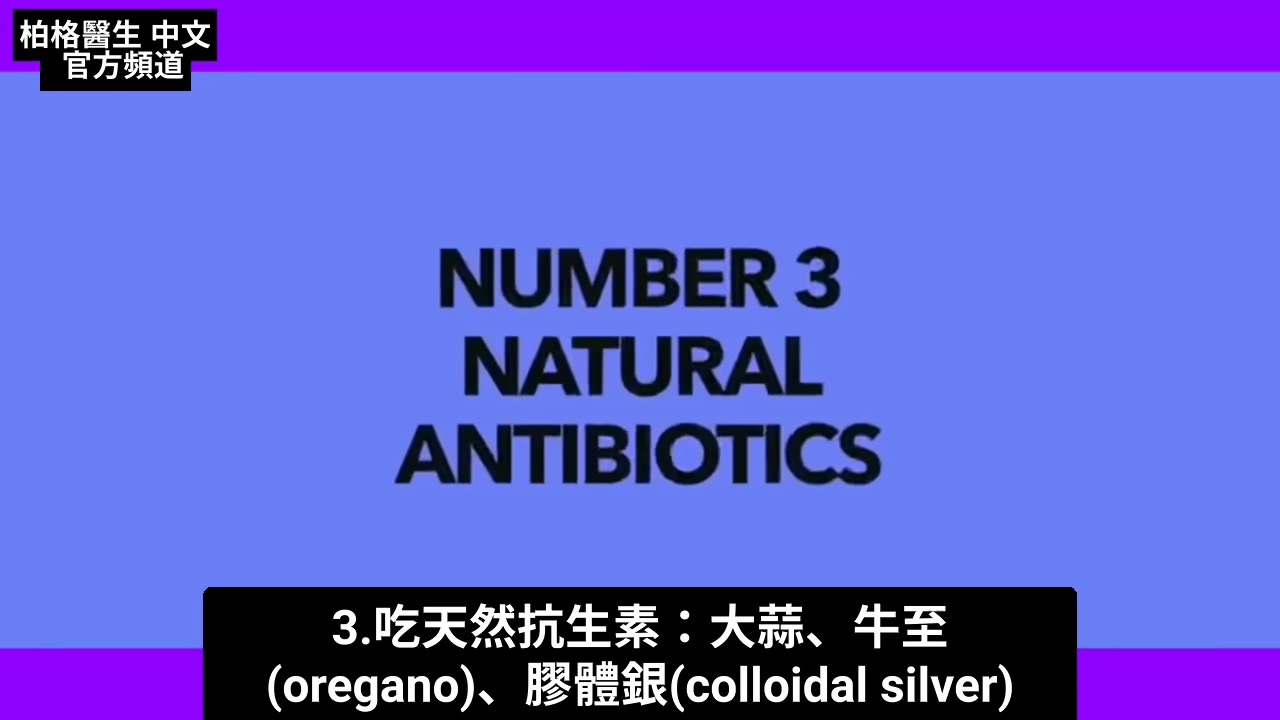 柏格醫生 中文
官方頻道
NUMBER 3
NATURAL
ANTIBIOTICS
3.吃天然抗生素：大蒜、牛至
(oregano)、膠體銀(colloidal silver)